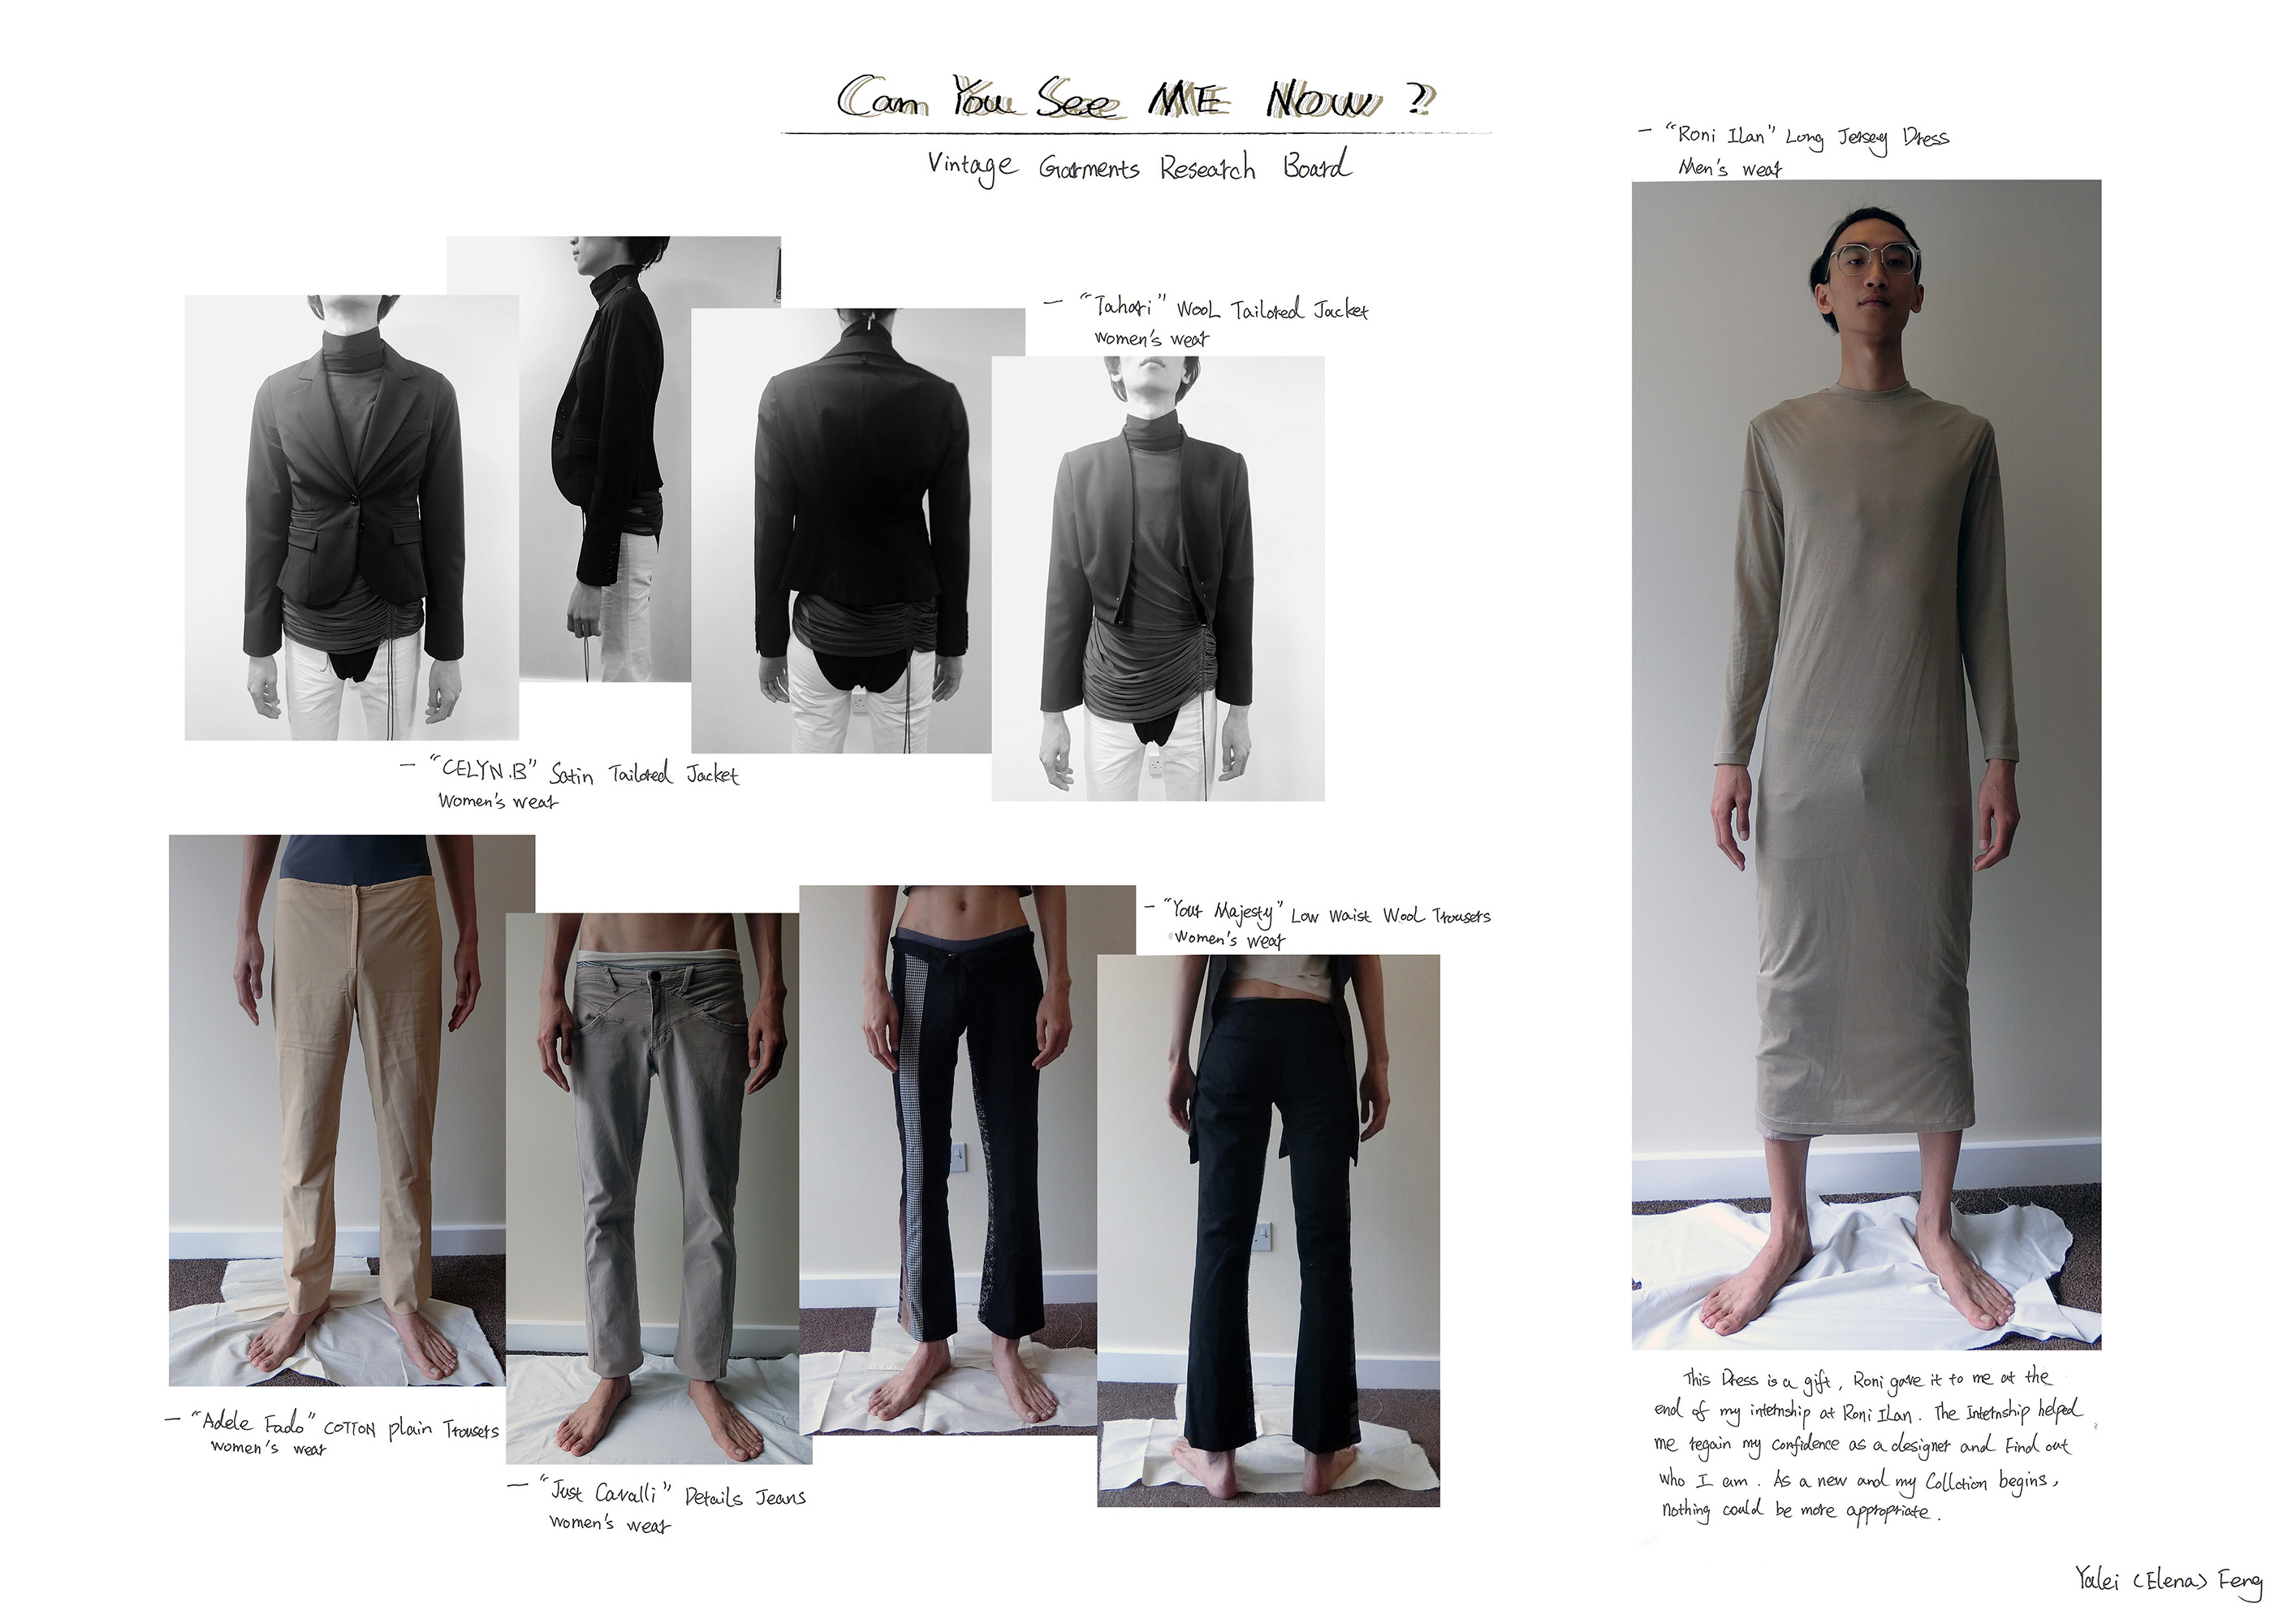 Can You See ME Now ?
Vintage Garments Research Board
— "Roni Ilan" Long Jersey Dress
Men's wear
— "Tahari" Wool Tailored Jacket
women's wear
— "CELYN.B" Satin Tailored Jacket
Women's wear
— "Your Majesty" Low Waist Wool Trousers
Women's wear
— "Adele Fado" COTTON plain Trousers
Women's wear
— "Just Cavalli" Details Jeans
Women's wear
This Dress is a gift, Roni gave it to me at the
end of my internship at Roni Ilan. The Internship helped
me regain my confidence as a designer and Find out
who I am. As a new and my Collction begins,
Nothing could be more appropriate.
Yalei (Elena) Feng